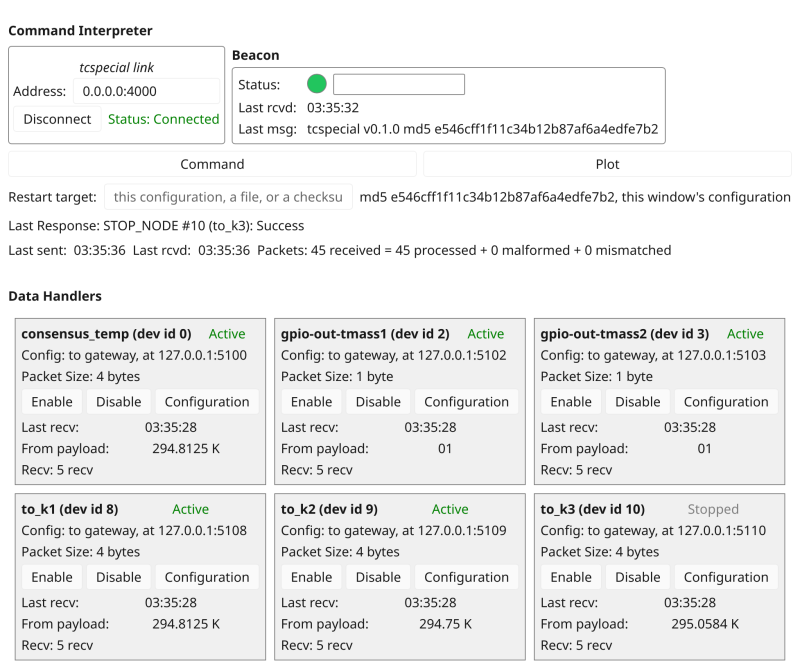 Command Interpreter
tcspecial link
Address: 0.0.0.0:4000
Disconnect Status: Connected
Beacon
Status:
Last rcvd: 03:35:32
Last msg: tcspecial v0.1.0 md5 e546cff1f11c34b12b87af6a4edfe7b2
Command Plot
Restart target: this configuration, a file, or a checksu md5 e546cff1f11c34b12b87af6a4edfe7b2, this window's configuration
Last Response: STOP_NODE #10 (to_k3): Success
Last sent: 03:35:36 Last rcvd: 03:35:36 Packets: 45 received = 45 processed + 0 malformed + 0 mismatched
Data Handlers
consensus_temp (dev id 0) Active
Config: to gateway, at 127.0.0.1:5100
Packet Size: 4 bytes
Enable Disable Configuration
Last recv: 03:35:28
From payload: 294.8125 K
Recv: 5 recv
gpio-out-tmass1 (dev id 2) Active
Config: to gateway, at 127.0.0.1:5102
Packet Size: 1 byte
Enable Disable Configuration
Last recv: 03:35:28
From payload: 01
Recv: 5 recv
gpio-out-tmass2 (dev id 3) Active
Config: to gateway, at 127.0.0.1:5103
Packet Size: 1 byte
Enable Disable Configuration
Last recv: 03:35:28
From payload: 01
Recv: 5 recv
to_k1 (dev id 8) Active
Config: to gateway, at 127.0.0.1:5108
Packet Size: 4 bytes
Enable Disable Configuration
Last recv: 03:35:28
From payload: 294.8125 K
Recv: 5 recv
to_k2 (dev id 9) Active
Config: to gateway, at 127.0.0.1:5109
Packet Size: 4 bytes
Enable Disable Configuration
Last recv: 03:35:28
From payload: 294.75 K
Recv: 5 recv
to_k3 (dev id 10) Stopped
Config: to gateway, at 127.0.0.1:5110
Packet Size: 4 bytes
Enable Disable Configuration
Last recv: 03:35:28
From payload: 295.0584 K
Recv: 5 recv